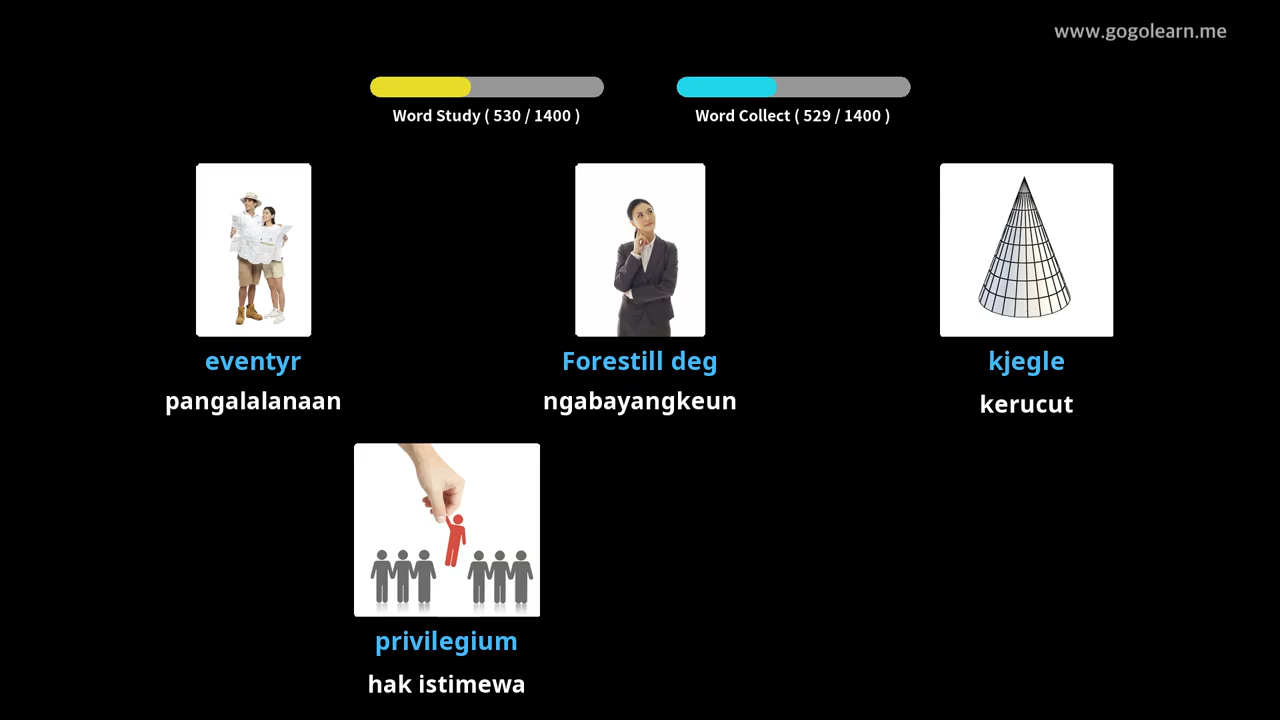 www.gogolearn.me
Word Study ( 530 / 1400 )
Word Collect ( 529 / 1400 )
eventyr
pangalalanaan
Forestill deg
ngabayangkeun
kjegle
kerucut
privilegium
hak istimewa